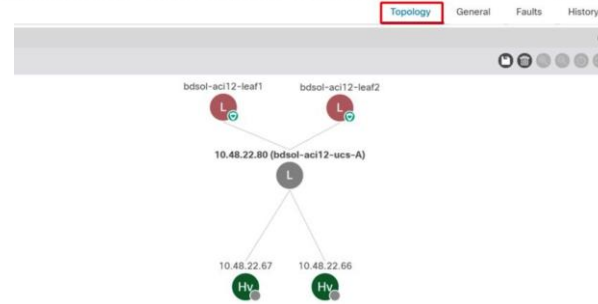 Topology General Faults History
bdsol-aci12-leaf1 bdsol-aci12-leaf2
L L
10.48.22.80 (bdsol-aci12-ucs-A)
L
10.48.22.67 10.48.22.66
Hv Hv